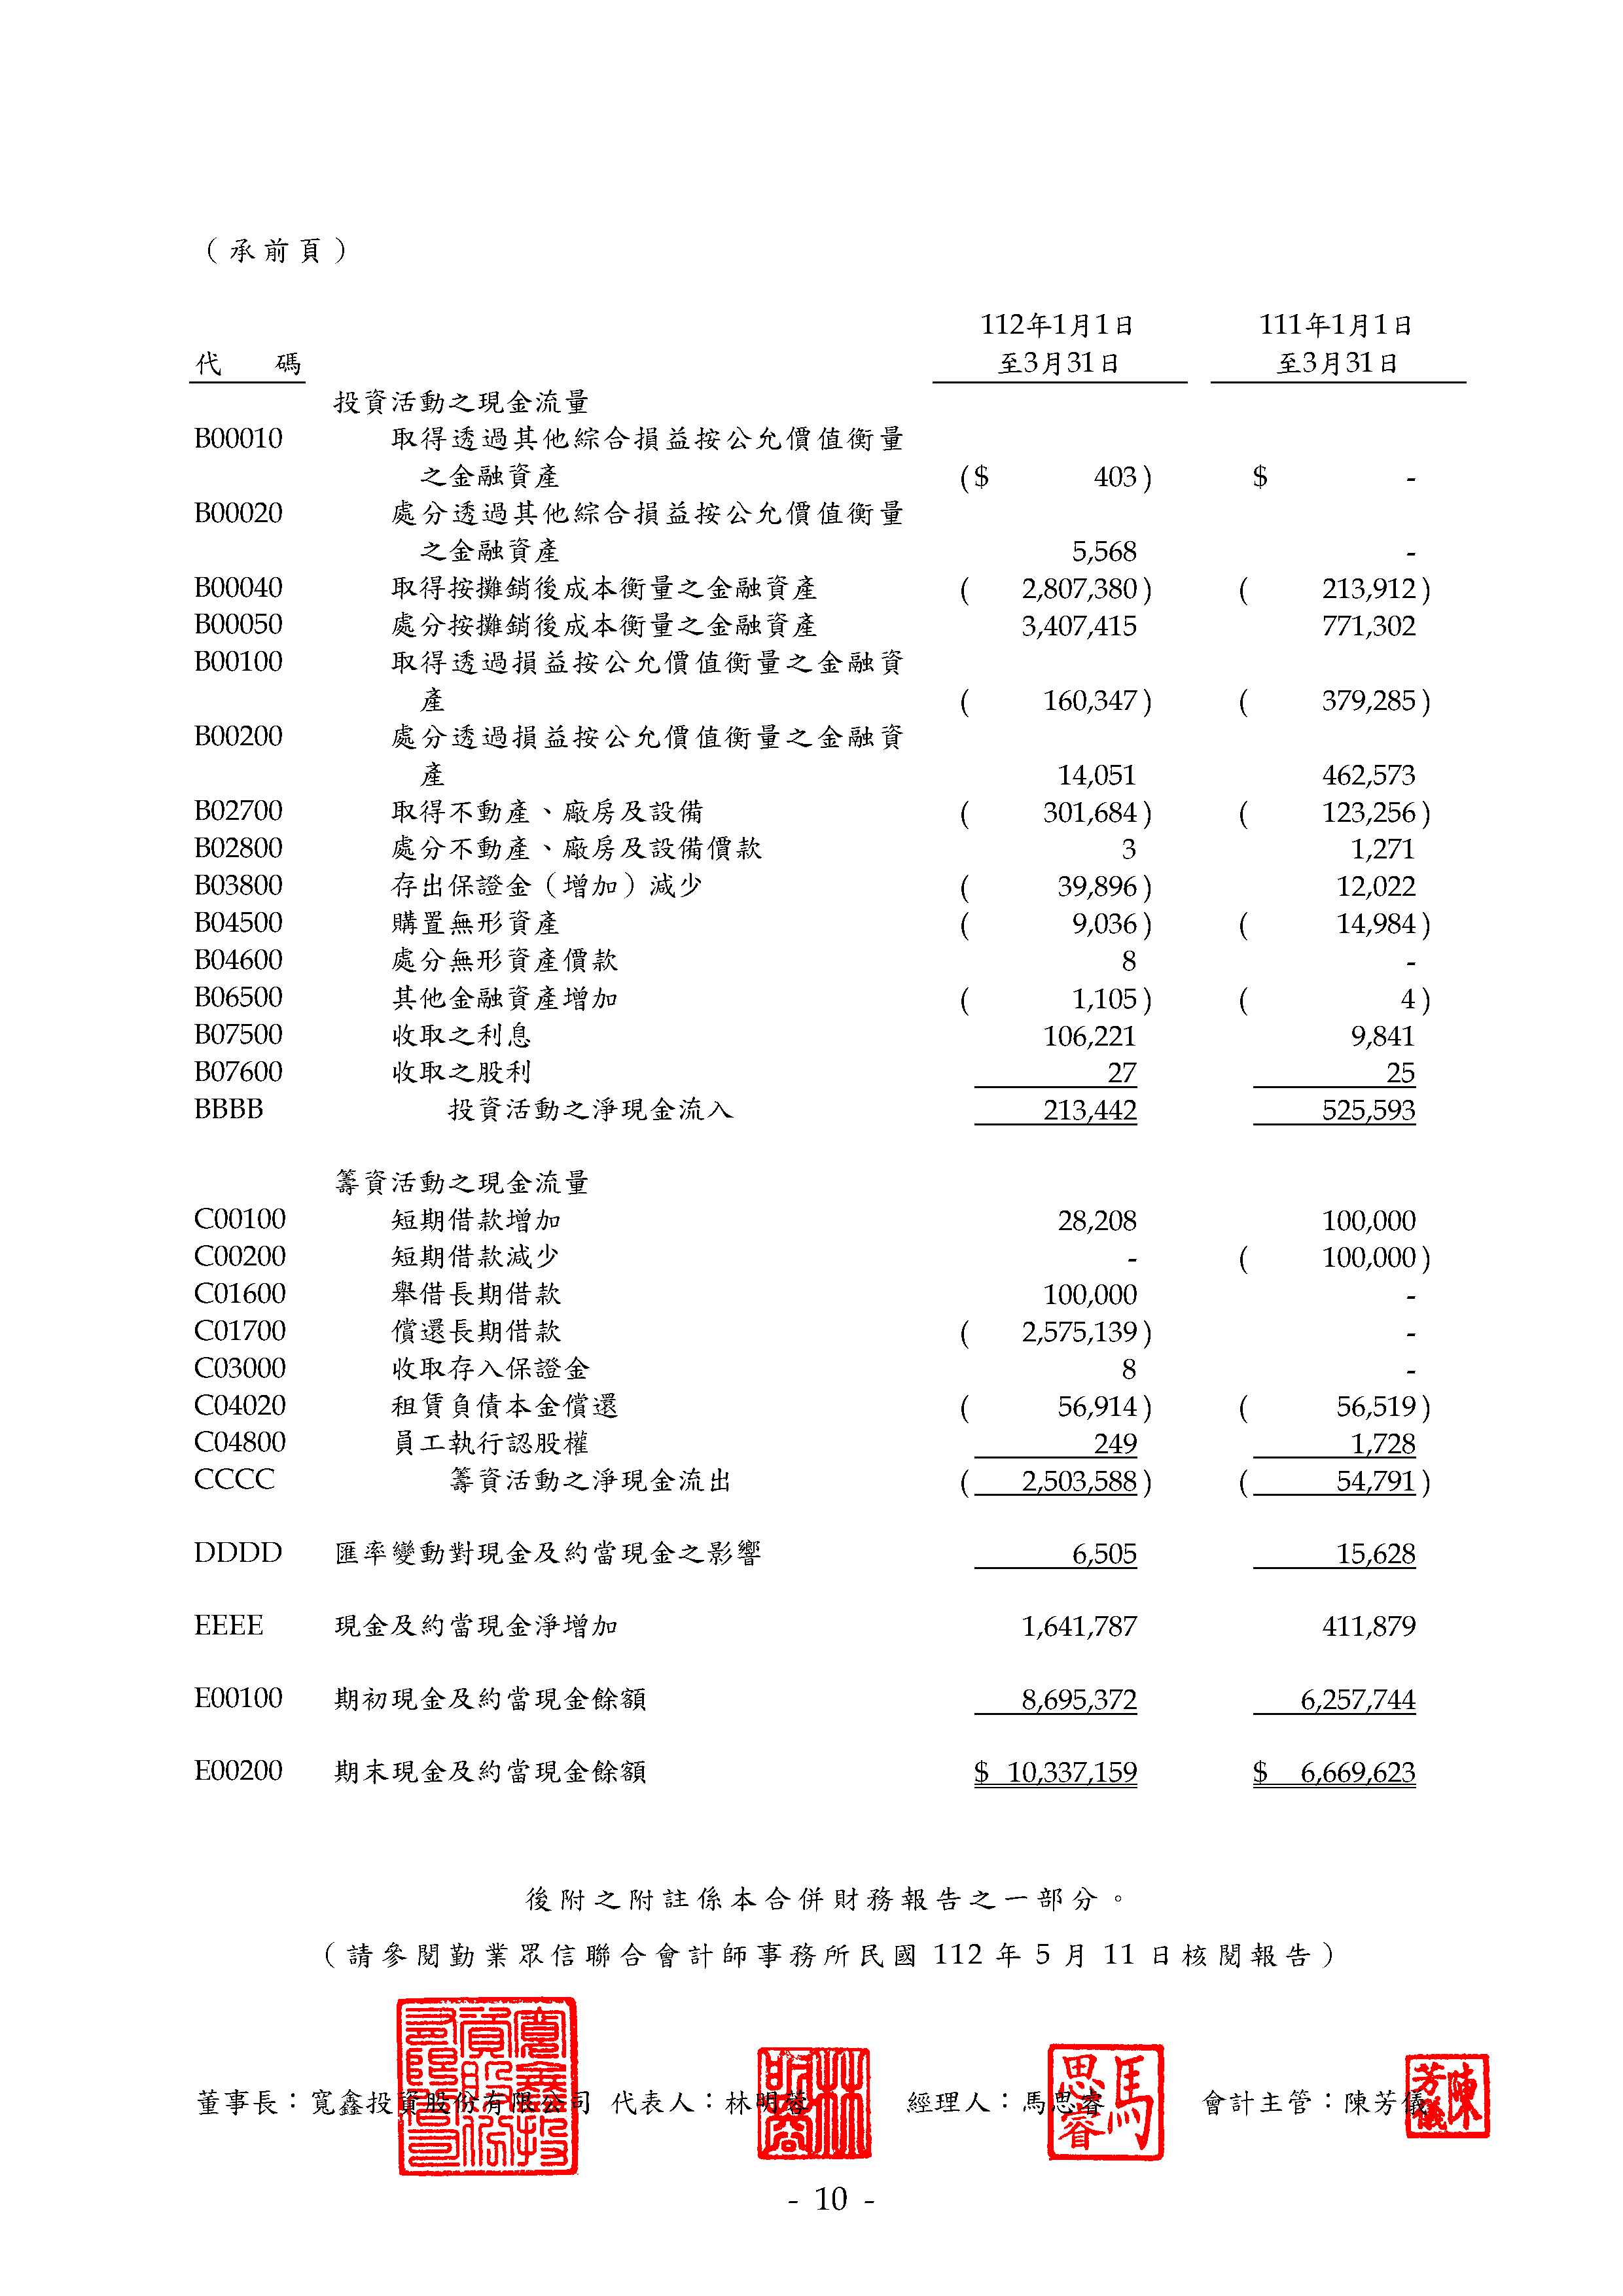 （承前頁）
112年1月1日 111年1月1日
代 碼 至3月31日 至3月31日
投資活動之現金流量
B00010 取得透過其他綜合損益按公允價值衡量
之金融資產 ($ 403) $ -
B00020 處分透過其他綜合損益按公允價值衡量
之金融資產 5,568 -
B00040 取得按攤銷後成本衡量之金融資產 ( 2,807,380) ( 213,912)
B00050 處分按攤銷後成本衡量之金融資產 3,407,415 771,302
B00100 取得透過損益按公允價值衡量之金融資
產 ( 160,347) ( 379,285)
B00200 處分透過損益按公允價值衡量之金融資
產 14,051 462,573
B02700 取得不動產、廠房及設備 ( 301,684) ( 123,256)
B02800 處分不動產、廠房及設備價款 3 1,271
B03800 存出保證金（增加）減少 ( 39,896) 12,022
B04500 購置無形資產 ( 9,036) ( 14,984)
B04600 處分無形資產價款 8 -
B06500 其他金融資產增加 ( 1,105) ( 4)
B07500 收取之利息 106,221 9,841
B07600 收取之股利 27 25
BBBB 投資活動之淨現金流入 213,442 525,593
籌資活動之現金流量
C00100 短期借款增加 28,208 100,000
C00200 短期借款減少 - ( 100,000)
C01600 舉借長期借款 100,000 -
C01700 償還長期借款 ( 2,575,139) -
C03000 收取存入保證金 8 -
C04020 租賃負債本金償還 ( 56,914) ( 56,519)
C04800 員工執行認股權 249 1,728
CCCC 籌資活動之淨現金流出 ( 2,503,588) ( 54,791)
DDDD 匯率變動對現金及約當現金之影響 6,505 15,628
EEEE 現金及約當現金淨增加 1,641,787 411,879
E00100 期初現金及約當現金餘額 8,695,372 6,257,744
E00200 期末現金及約當現金餘額 $ 10,337,159 $ 6,669,623
後附之附註係本合併財務報告之一部分。
（請參閱勤業眾信聯合會計師事務所民國 112 年 5 月 11 日核閱報告）
董事長：寬鑫投資股份有限公司 代表人：林明蓉 經理人：馬思睿 會計主管：陳芳儀
- 10 -